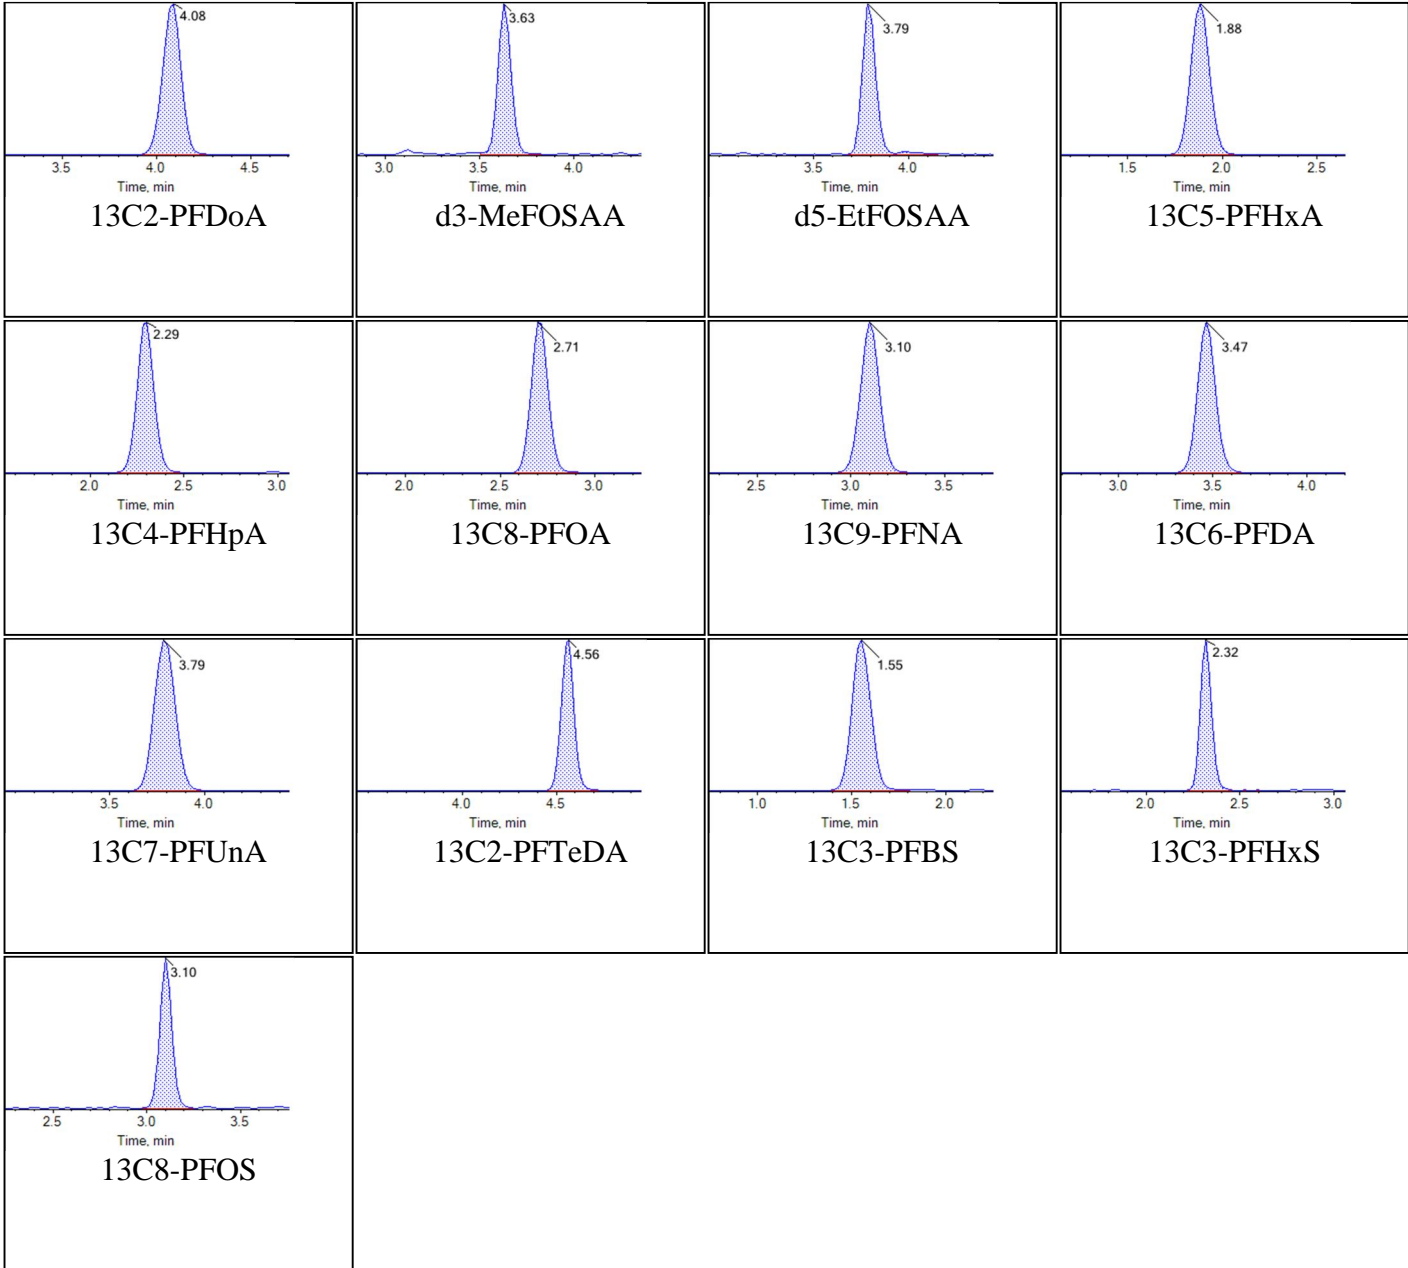 4.08
3.5 4.0 4.5
Time, min
13C2-PFDoA
3.63
3.0 3.5 4.0
Time, min
d3-MeFOSAA
3.79
3.5 4.0
Time, min
d5-EtFOSAA
1.88
1.5 2.0 2.5
Time, min
13C5-PFHxA
2.29
2.0 2.5 3.0
Time, min
13C4-PFHpA
2.71
2.0 2.5 3.0
Time, min
13C8-PFOA
3.10
2.5 3.0 3.5
Time, min
13C9-PFNA
3.47
3.0 3.5 4.0
Time, min
13C6-PFDA
3.79
3.5 4.0
Time, min
13C7-PFUnA
4.56
4.0 4.5
Time, min
13C2-PFTeDA
1.55
1.0 1.5 2.0
Time, min
13C3-PFBS
2.32
2.0 2.5 3.0
Time, min
13C3-PFHxS
3.10
2.5 3.0 3.5
Time, min
13C8-PFOS